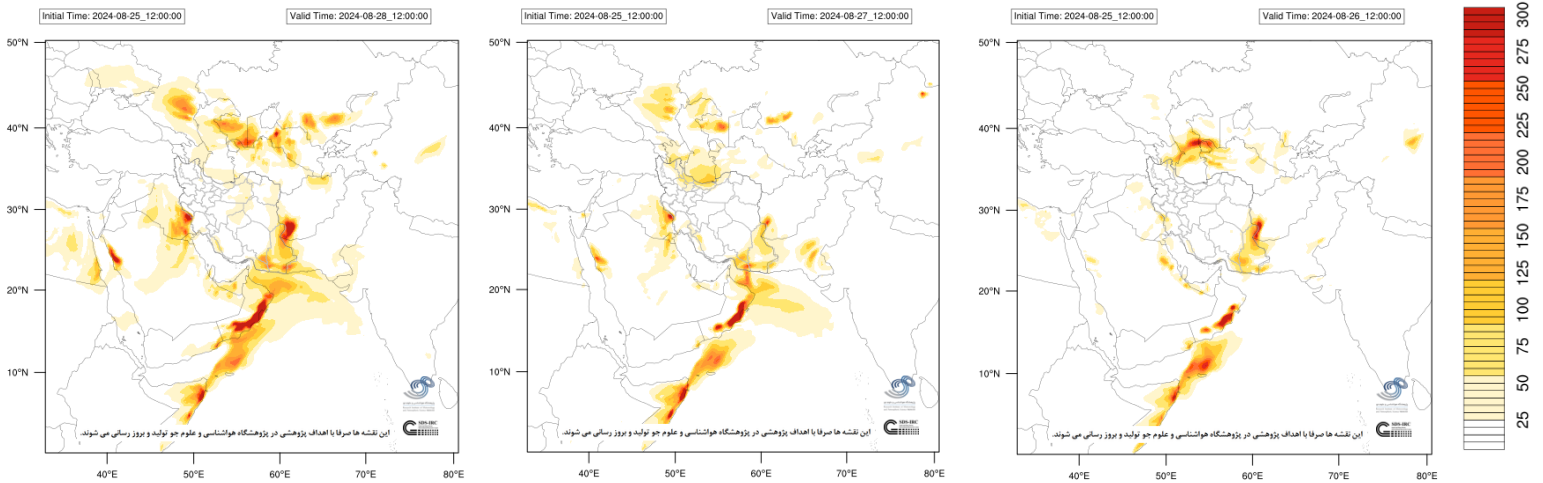 Initial Time: 2024-08-25_12:00:00
Valid Time: 2024-08-28_12:00:00
50°N
40°N
30°N
20°N
10°N
SDS-IRC
این نقشه ها صرفا با اهداف پژوهشی در پژوهشگاه هواشناسی و علوم جو تولید و بروز رسانی می شوند.
40°E
50°E
60°E
70°E
80°E
Initial Time: 2024-08-25_12:00:00
Valid Time: 2024-08-27_12:00:00
50°N
40°N
30°N
20°N
10°N
SDS-IRC
این نقشه ها صرفا با اهداف پژوهشی در پژوهشگاه هواشناسی و علوم جو تولید و بروز رسانی می شوند.
40°E
50°E
60°E
70°E
80°E
Initial Time: 2024-08-25_12:00:00
Valid Time: 2024-08-26_12:00:00
50°N
40°N
30°N
20°N
10°N
SDS-IRC
این نقشه ها صرفا با اهداف پژوهشی در پژوهشگاه هواشناسی و علوم جو تولید و بروز رسانی می شوند.
40°E
50°E
60°E
70°E
80°E
300
275
250
225
200
175
150
125
100
75
50
25